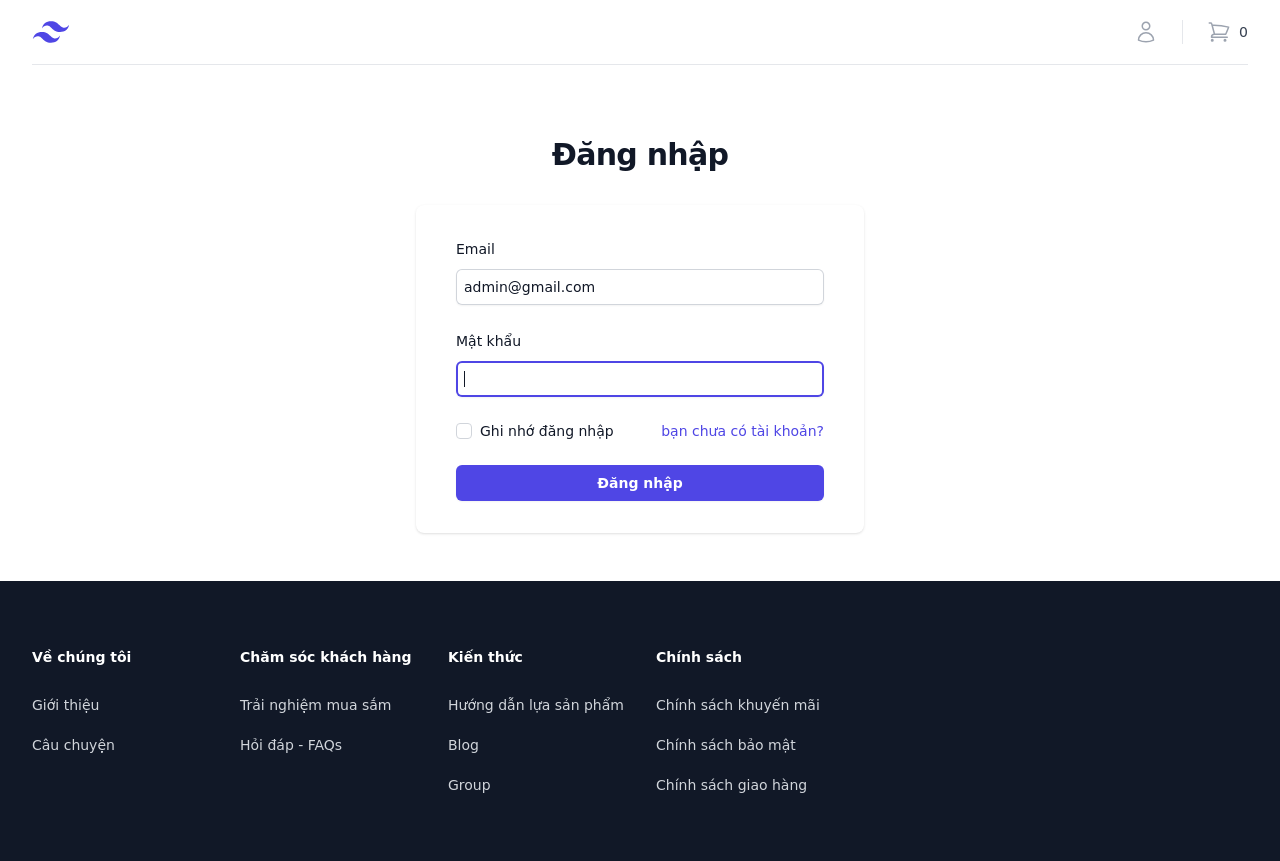 0
Đăng nhập
Email
admin@gmail.com
Mật khẩu
Ghi nhớ đăng nhập
bạn chưa có tài khoản?
Đăng nhập
Về chúng tôi
Giới thiệu
Câu chuyện
Chăm sóc khách hàng
Trải nghiệm mua sắm
Hỏi đáp - FAQs
Kiến thức
Hướng dẫn lựa sản phẩm
Blog
Group
Chính sách
Chính sách khuyến mãi
Chính sách bảo mật
Chính sách giao hàng